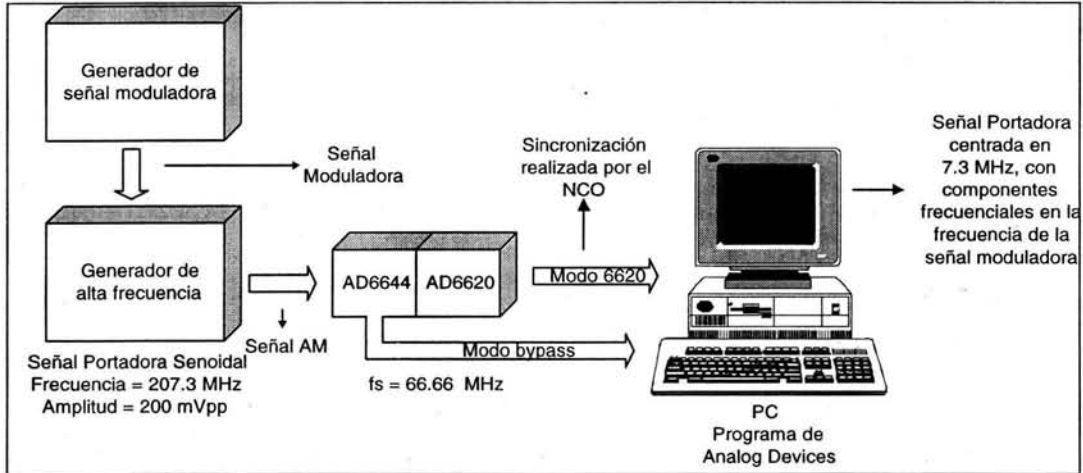 Generador de
señal moduladora
Señal
Moduladora
Generador de
alta frecuencia
Señal AM
Señal Portadora Senoidal
Frecuencia = 207.3 MHz
Amplitud = 200 mVpp
AD6644
AD6620
fs = 66.66 MHz
Sincronización
realizada por el
NCO
Modo 6620
Modo bypass
PC
Programa de
Analog Devices
Señal Portadora
centrada en
7.3 MHz, con
componentes
frecuenciales en la
frecuencia de la
señal moduladora